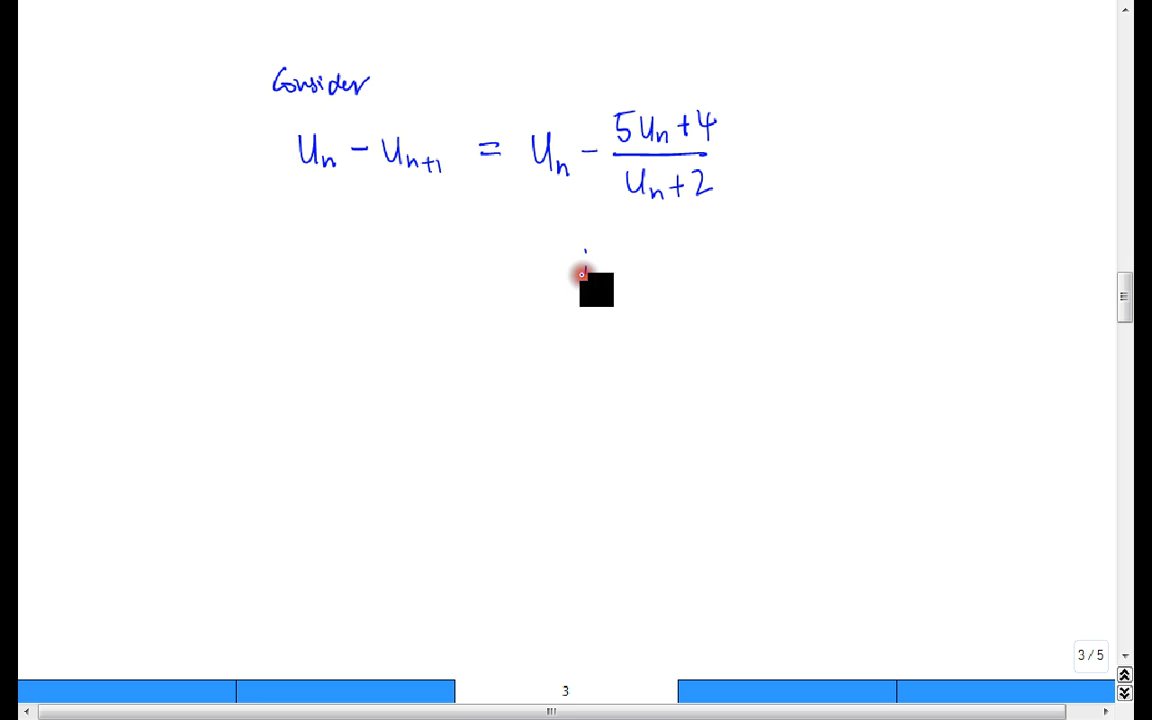 Consider
Uₙ − Uₙ₊₁ = Uₙ − (5Uₙ+4)/(Uₙ+2)
3/5
3